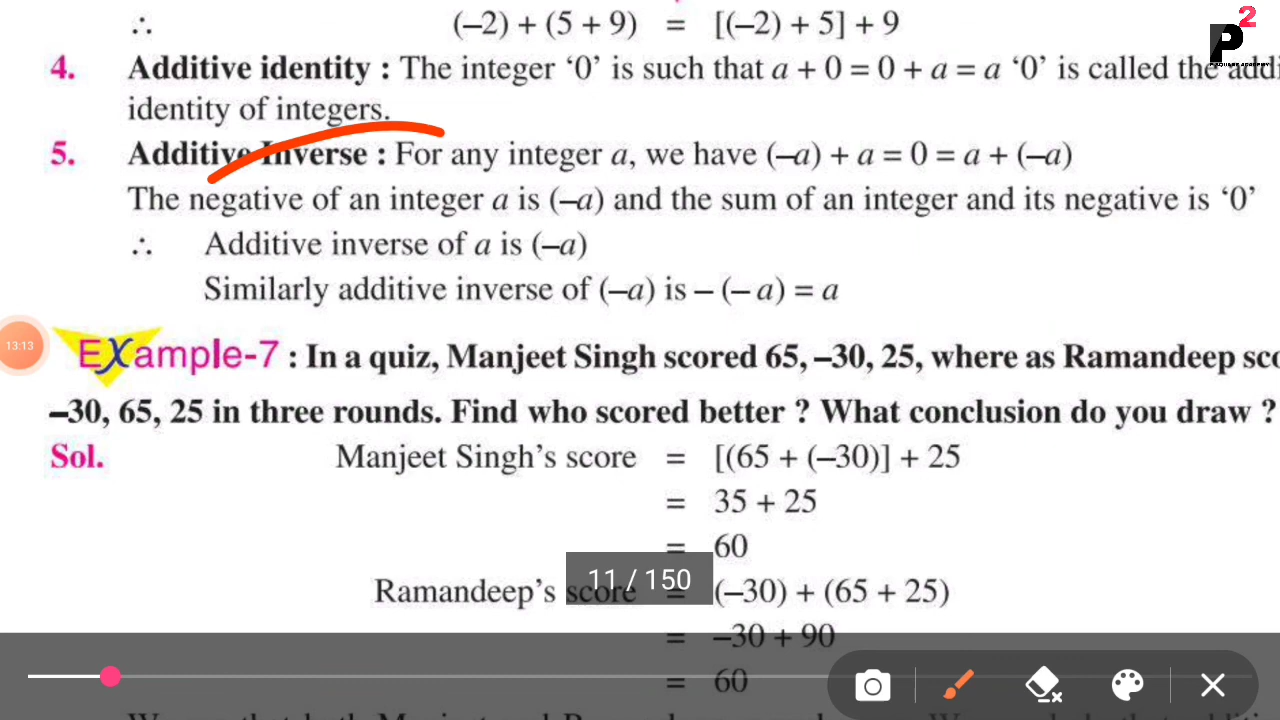 ∴ (–2) + (5 + 9) = [(–2) + 5] + 9
4. Additive identity : The integer ‘0’ is such that a + 0 = 0 + a = a ‘0’ is called the addi
identity of integers.
5. Additive Inverse : For any integer a, we have (–a) + a = 0 = a + (–a)
The negative of an integer a is (–a) and the sum of an integer and its negative is ‘0’
∴ Additive inverse of a is (–a)
Similarly additive inverse of (–a) is – (– a) = a
13:13
Example-7 : In a quiz, Manjeet Singh scored 65, –30, 25, where as Ramandeep sco
–30, 65, 25 in three rounds. Find who scored better ? What conclusion do you draw ?
Sol. Manjeet Singh’s score = [(65 + (–30)] + 25
= 35 + 25
= 60
11 / 150
Ramandeep’s score = (–30) + (65 + 25)
= –30 + 90
= 60
P2